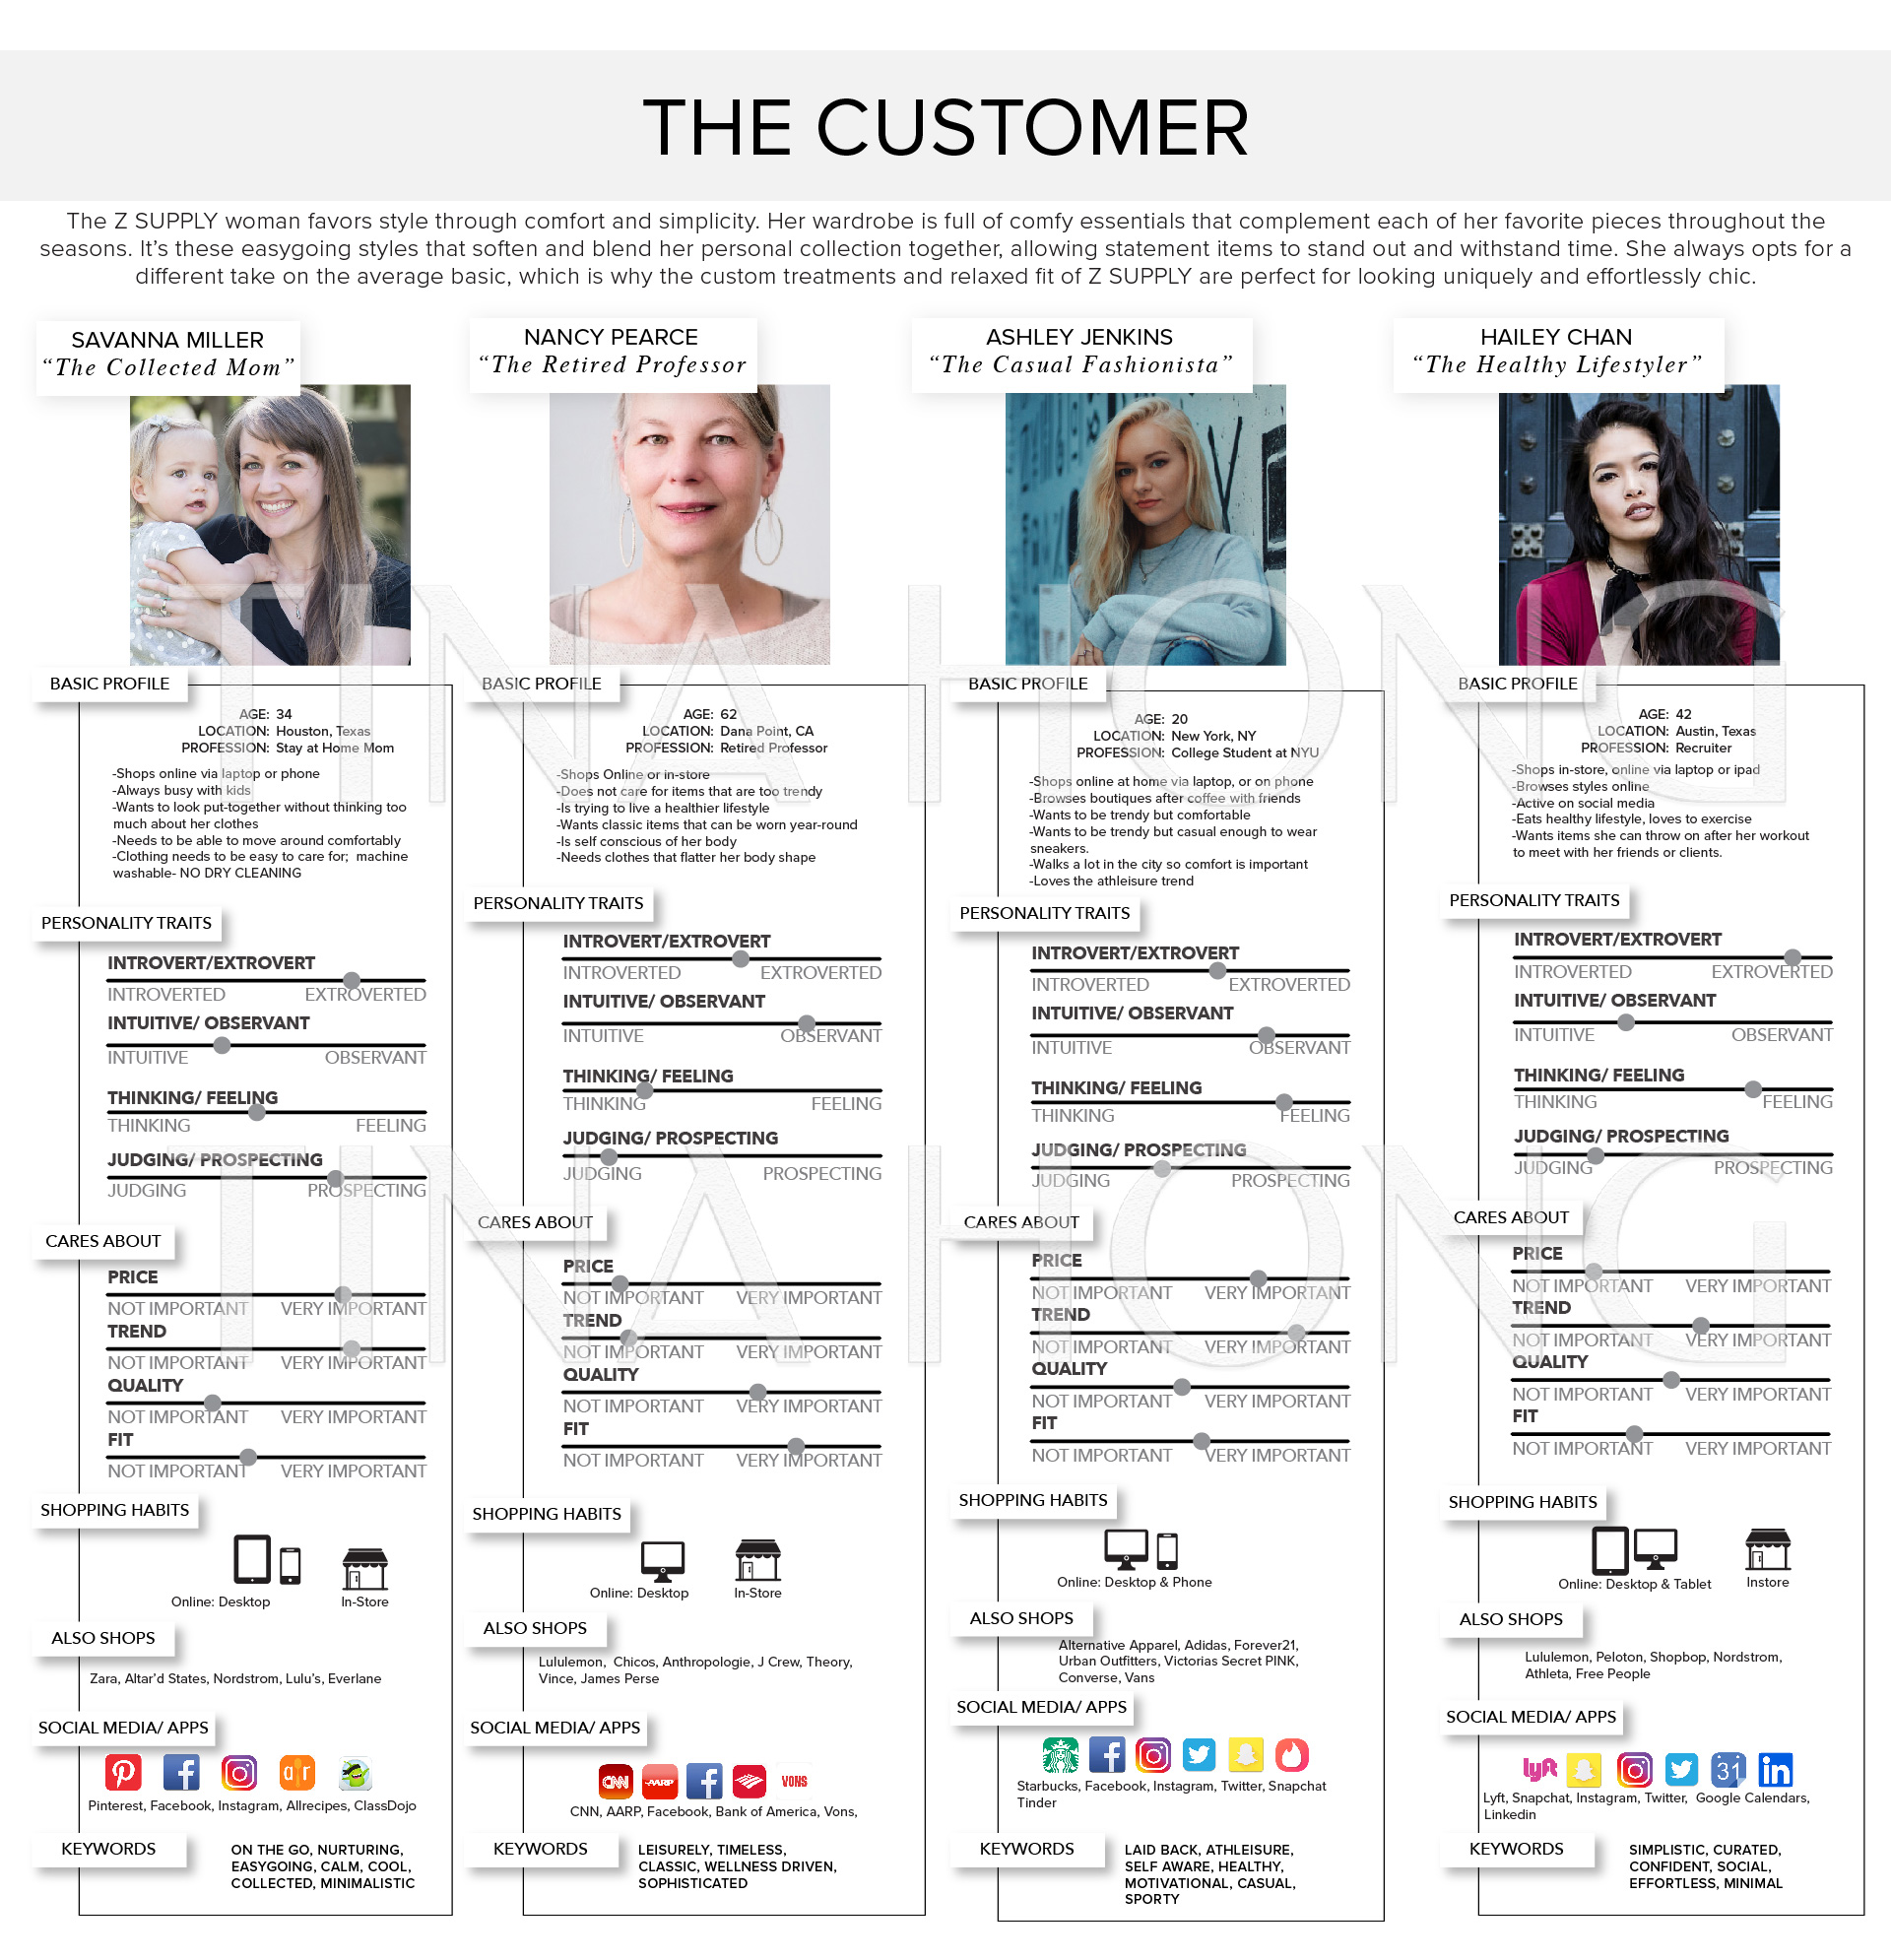 THE CUSTOMER
The Z SUPPLY woman favors style through comfort and simplicity. Her wardrobe is full of comfy essentials that complement each of her favorite pieces throughout the
seasons. It's these easygoing styles that soften and blend her personal collection together, allowing statement items to stand out and withstand time. She always opts for a
different take on the average basic, which is why the custom treatments and relaxed fit of Z SUPPLY are perfect for looking uniquely and effortlessly chic.
SAVANNA MILLER
“The Collected Mom”
BASIC PROFILE
AGE: 34
LOCATION: Houston, Texas
PROFESSION: Stay at Home Mom
-Shops online via laptop or phone
-Always busy with kids
-Wants to look put-together without thinking too
much about her clothes
-Needs to be able to move around comfortably
-Clothing needs to be easy to care for; machine
washable- NO DRY CLEANING
PERSONALITY TRAITS
INTROVERT/EXTROVERT
INTROVERTED EXTROVERTED
INTUITIVE/ OBSERVANT
INTUITIVE OBSERVANT
THINKING/ FEELING
THINKING FEELING
JUDGING/ PROSPECTING
JUDGING PROSPECTING
CARES ABOUT
PRICE
NOT IMPORTANT VERY IMPORTANT
TREND
NOT IMPORTANT VERY IMPORTANT
QUALITY
NOT IMPORTANT VERY IMPORTANT
FIT
NOT IMPORTANT VERY IMPORTANT
SHOPPING HABITS
Online: Desktop In-Store
ALSO SHOPS
Zara, Altar'd States, Nordstrom, Lulu's, Everlane
SOCIAL MEDIA/ APPS
Pinterest, Facebook, Instagram, Allrecipes, ClassDojo
KEYWORDS
ON THE GO, NURTURING,
EASYGOING, CALM, COOL,
COLLECTED, MINIMALISTIC
NANCY PEARCE
“The Retired Professor
BASIC PROFILE
AGE: 62
LOCATION: Dana Point, CA
PROFESSION: Retired Professor
-Shops Online or in-store
-Does not care for items that are too trendy
-Is trying to live a healthier lifestyle
-Wants classic items that can be worn year-round
-Is self conscious of her body
-Needs clothes that flatter her body shape
PERSONALITY TRAITS
INTROVERT/EXTROVERT
INTROVERTED EXTROVERTED
INTUITIVE/ OBSERVANT
INTUITIVE OBSERVANT
THINKING/ FEELING
THINKING FEELING
JUDGING/ PROSPECTING
JUDGING PROSPECTING
CARES ABOUT
PRICE
NOT IMPORTANT VERY IMPORTANT
TREND
NOT IMPORTANT VERY IMPORTANT
QUALITY
NOT IMPORTANT VERY IMPORTANT
FIT
NOT IMPORTANT VERY IMPORTANT
SHOPPING HABITS
Online: Desktop In-Store
ALSO SHOPS
Lululemon, Chicos, Anthropologie, J Crew, Theory,
Vince, James Perse
SOCIAL MEDIA/ APPS
CNN AARP VONS
CNN, AARP, Facebook, Bank of America, Vons,
KEYWORDS
LEISURELY, TIMELESS,
CLASSIC, WELLNESS DRIVEN,
SOPHISTICATED
ASHLEY JENKINS
“The Casual Fashionista”
BASIC PROFILE
AGE: 20
LOCATION: New York, NY
PROFESSION: College Student at NYU
-Shops online at home via laptop, or on phone
-Browses boutiques after coffee with friends
-Wants to be trendy but comfortable
-Wants to be trendy but casual enough to wear
sneakers.
-Walks a lot in the city so comfort is important
-Loves the athleisure trend
PERSONALITY TRAITS
INTROVERT/EXTROVERT
INTROVERTED EXTROVERTED
INTUITIVE/ OBSERVANT
INTUITIVE OBSERVANT
THINKING/ FEELING
THINKING FEELING
JUDGING/ PROSPECTING
JUDGING PROSPECTING
CARES ABOUT
PRICE
NOT IMPORTANT VERY IMPORTANT
TREND
NOT IMPORTANT VERY IMPORTANT
QUALITY
NOT IMPORTANT VERY IMPORTANT
FIT
NOT IMPORTANT VERY IMPORTANT
SHOPPING HABITS
Online: Desktop & Phone
ALSO SHOPS
Alternative Apparel, Adidas, Forever21,
Urban Outfitters, Victorias Secret PINK,
Converse, Vans
SOCIAL MEDIA/ APPS
Starbucks, Facebook, Instagram, Twitter, Snapchat
Tinder
KEYWORDS
LAID BACK, ATHLEISURE,
SELF AWARE, HEALTHY,
MOTIVATIONAL, CASUAL,
SPORTY
HAILEY CHAN
“The Healthy Lifestyler”
BASIC PROFILE
AGE: 42
LOCATION: Austin, Texas
PROFESSION: Recruiter
-Shops in-store, online via laptop or ipad
-Browses styles online
-Active on social media
-Eats healthy lifestyle, loves to exercise
-Wants items she can throw on after her workout
to meet with her friends or clients.
PERSONALITY TRAITS
INTROVERT/EXTROVERT
INTROVERTED EXTROVERTED
INTUITIVE/ OBSERVANT
INTUITIVE OBSERVANT
THINKING/ FEELING
THINKING FEELING
JUDGING/ PROSPECTING
JUDGING PROSPECTING
CARES ABOUT
PRICE
NOT IMPORTANT VERY IMPORTANT
TREND
NOT IMPORTANT VERY IMPORTANT
QUALITY
NOT IMPORTANT VERY IMPORTANT
FIT
NOT IMPORTANT VERY IMPORTANT
SHOPPING HABITS
Online: Desktop & Tablet Instore
ALSO SHOPS
Lululemon, Peloton, Shopbop, Nordstrom,
Athleta, Free People
SOCIAL MEDIA/ APPS
lyft 31 in
Lyft, Snapchat, Instagram, Twitter, Google Calendars,
Linkedin
KEYWORDS
SIMPLISTIC, CURATED,
CONFIDENT, SOCIAL,
EFFORTLESS, MINIMAL
TINA HONG
TINA HONG